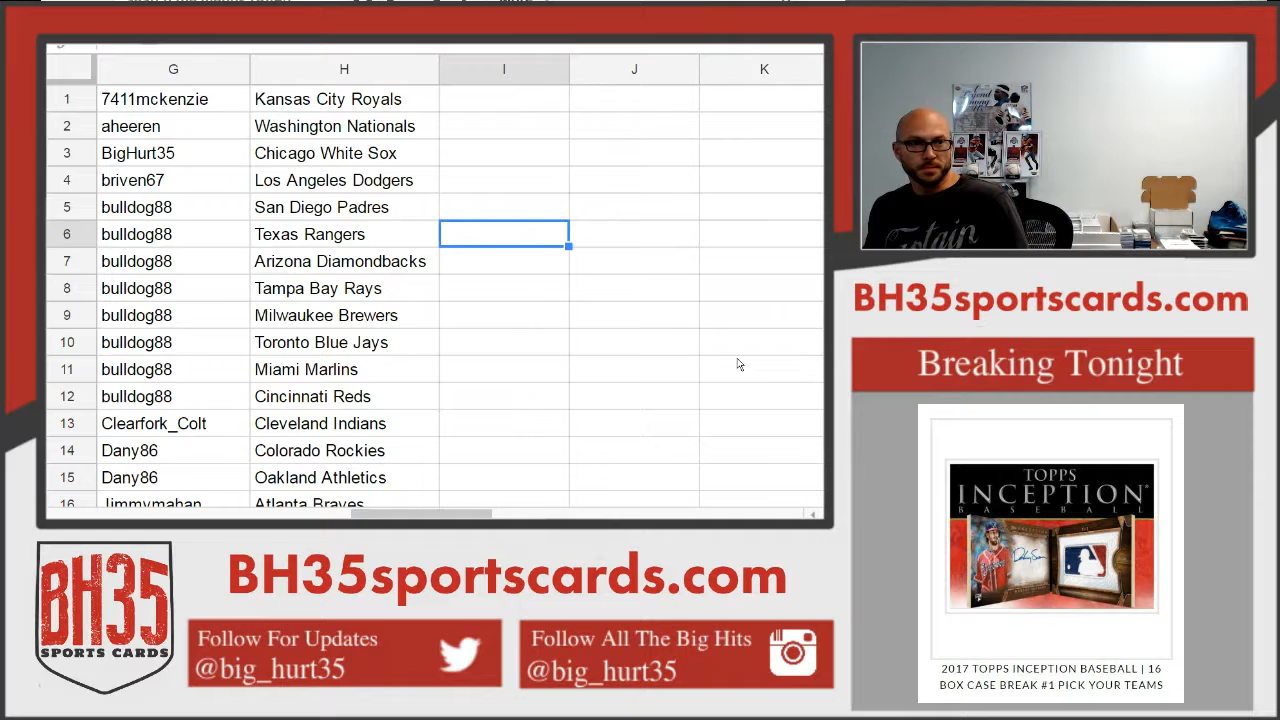 G H I J K
1 7411mckenzie Kansas City Royals
2 aheeren Washington Nationals
3 BigHurt35 Chicago White Sox
4 briven67 Los Angeles Dodgers
5 bulldog88 San Diego Padres
6 bulldog88 Texas Rangers
7 bulldog88 Arizona Diamondbacks
8 bulldog88 Tampa Bay Rays
9 bulldog88 Milwaukee Brewers
10 bulldog88 Toronto Blue Jays
11 bulldog88 Miami Marlins
12 bulldog88 Cincinnati Reds
13 Clearfork_Colt Cleveland Indians
14 Dany86 Colorado Rockies
15 Dany86 Oakland Athletics
16 Jimmymahan Atlanta Braves
BH35sportscards.com
Breaking Tonight
TOPPS
INCEPTION
BASEBALL
2017 TOPPS INCEPTION BASEBALL | 16
BOX CASE BREAK #1 PICK YOUR TEAMS
BH35
SPORTS CARDS
BH35sportscards.com
Follow For Updates
@big_hurt35
Follow All The Big Hits
@big_hurt35